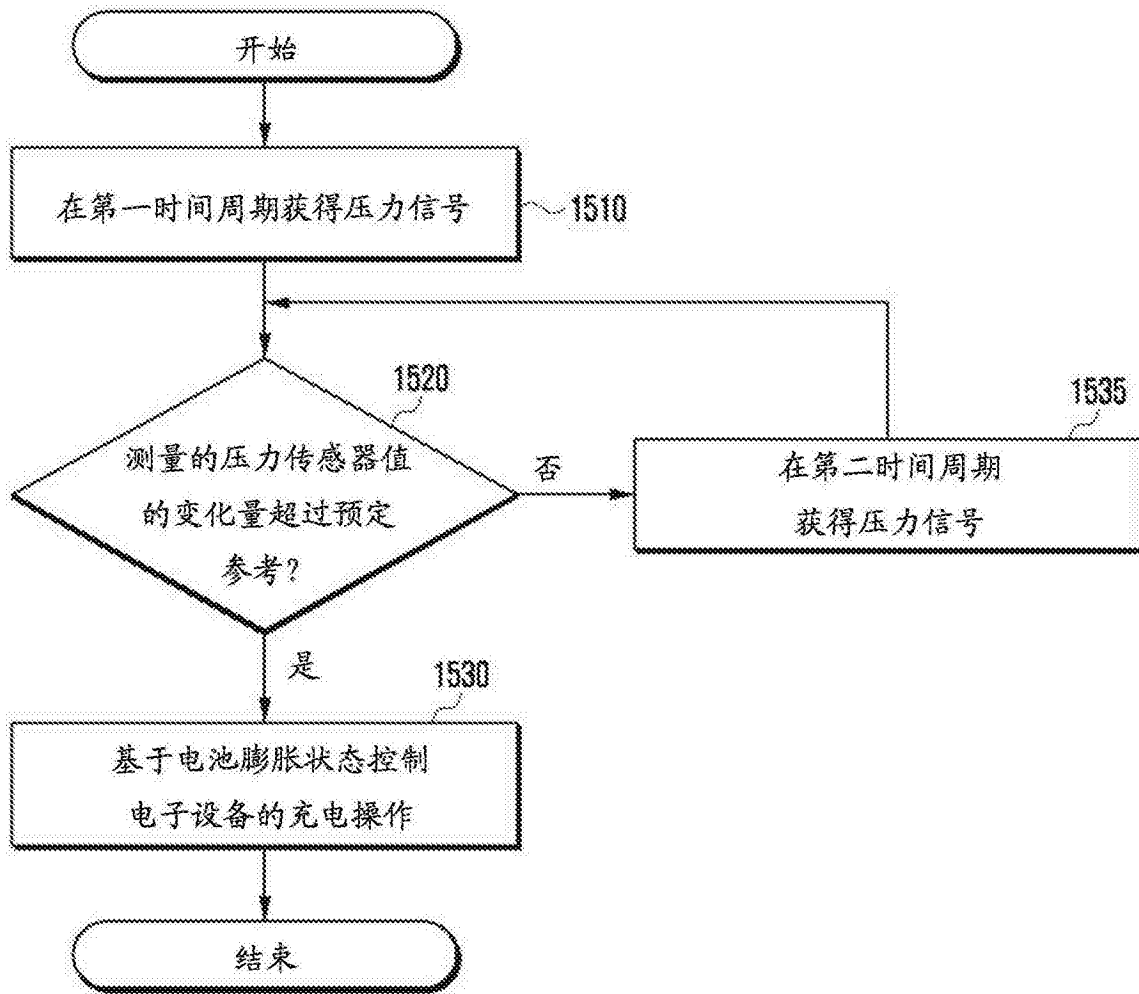 开始
在第一时间周期获得压力信号
1510
1520
测量的压力传感器值
的变化量超过预定
参考?
否
1535
在第二时间周期
获得压力信号
是
1530
基于电池膨胀状态控制
电子设备的充电操作
结束